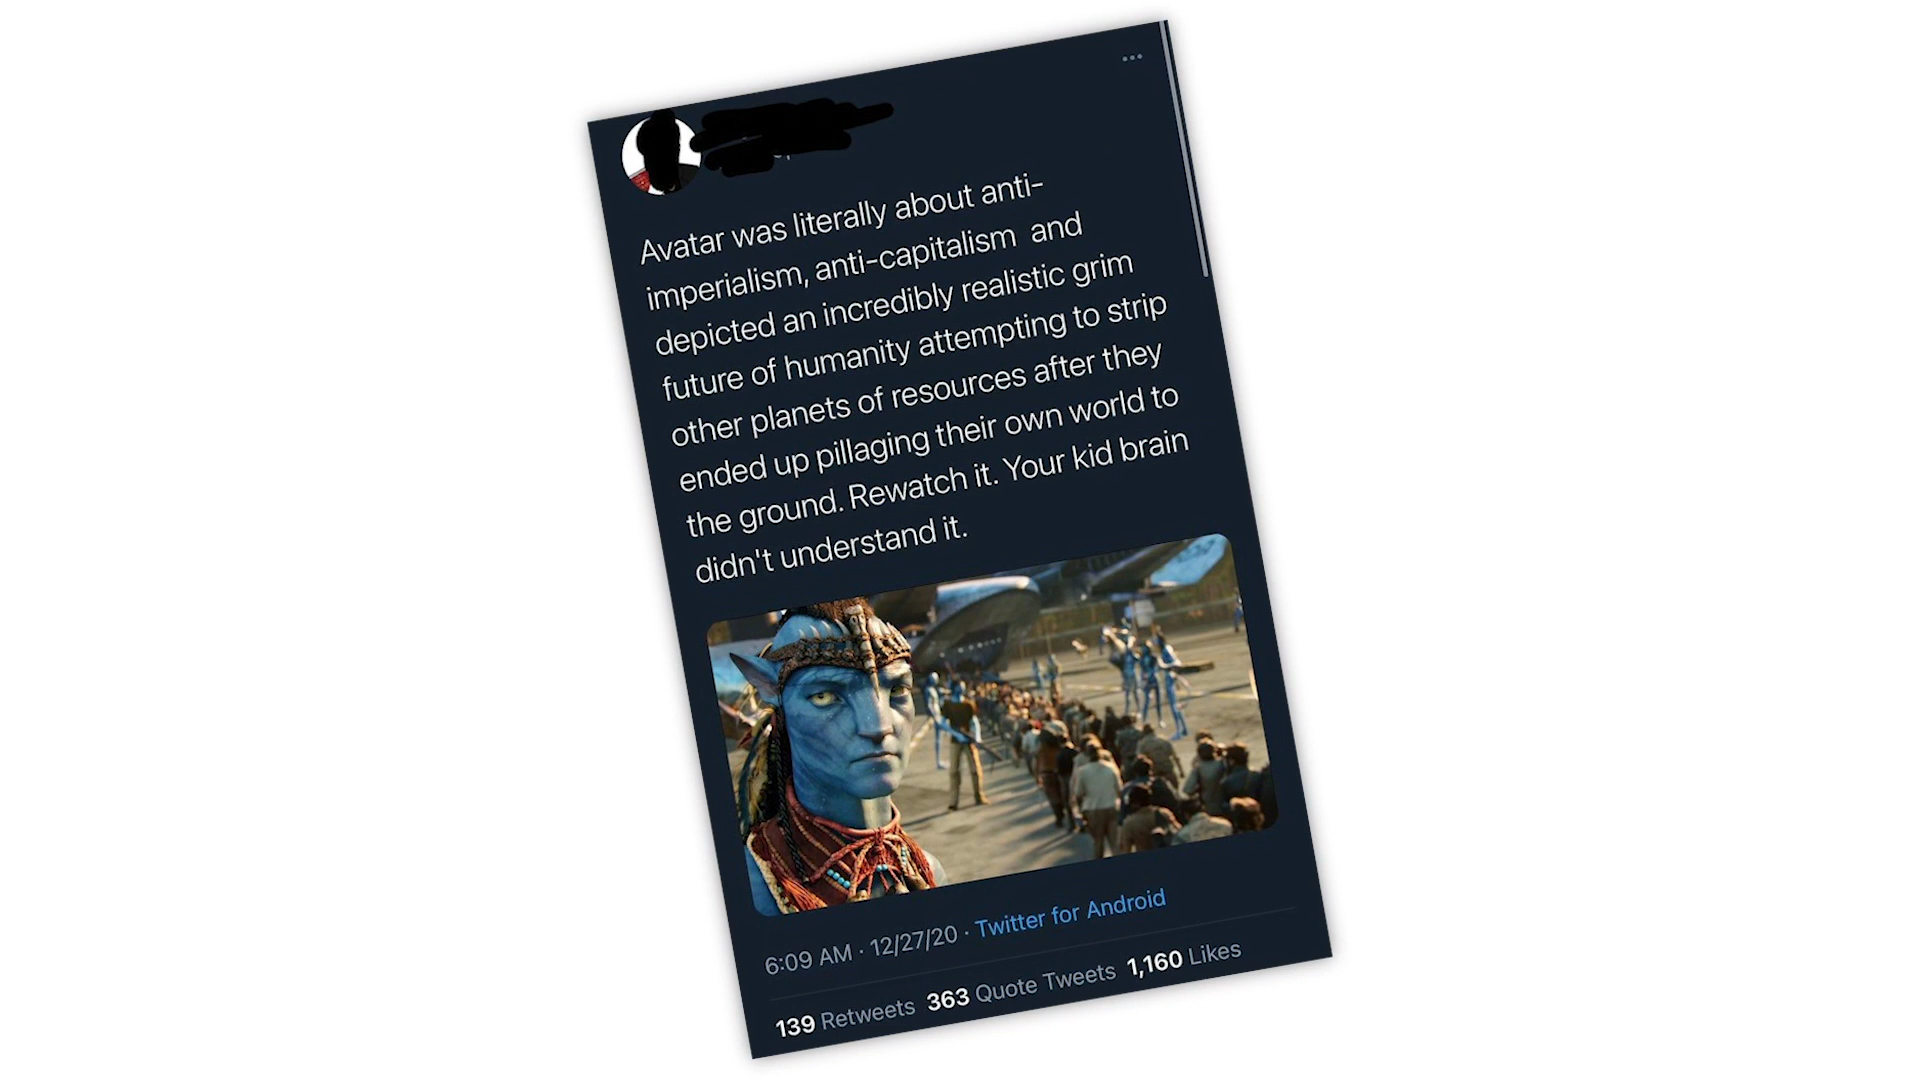 Avatar was literally about anti-
imperialism, anti-capitalism and
depicted an incredibly realistic grim
future of humanity attempting to strip
other planets of resources after they
ended up pillaging their own world to
the ground. Rewatch it. Your kid brain
didn't understand it.
6:09 AM · 12/27/20 · Twitter for Android
139 Retweets 363 Quote Tweets 1,160 Likes